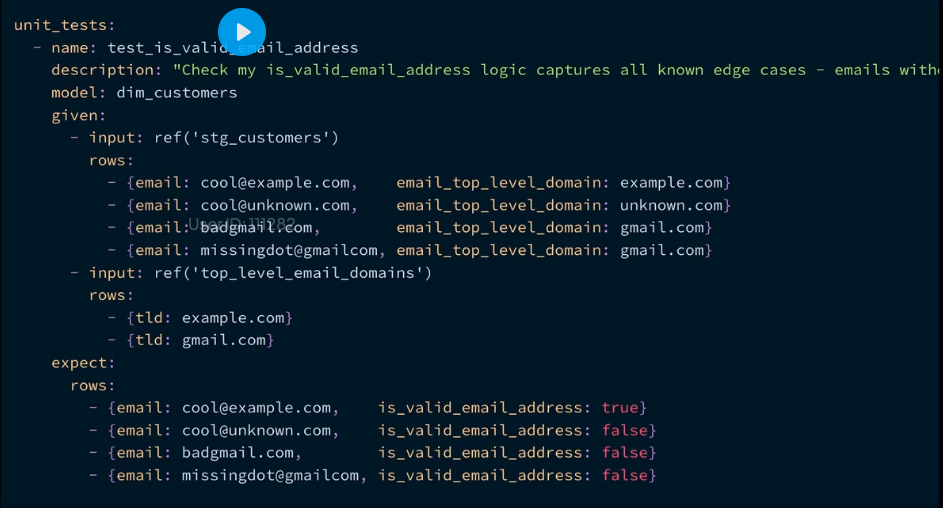 unit_tests:
  - name: test_is_valid_email_address
    description: "Check my is_valid_email_address logic captures all known edge cases - emails
    model: dim_customers
    given:
      - input: ref('stg_customers')
        rows:
          - {email: cool@example.com,    email_top_level_domain: example.com}
          - {email: cool@unknown.com,    email_top_level_domain: unknown.com}
User ID: 111282
          - {email: badgmail.com,        email_top_level_domain: gmail.com}
          - {email: missingdot@gmailcom, email_top_level_domain: gmail.com}
      - input: ref('top_level_email_domains')
        rows:
          - {tld: example.com}
          - {tld: gmail.com}
    expect:
      rows:
        - {email: cool@example.com,    is_valid_email_address: true}
        - {email: cool@unknown.com,    is_valid_email_address: false}
        - {email: badgmail.com,        is_valid_email_address: false}
        - {email: missingdot@gmailcom, is_valid_email_address: false}